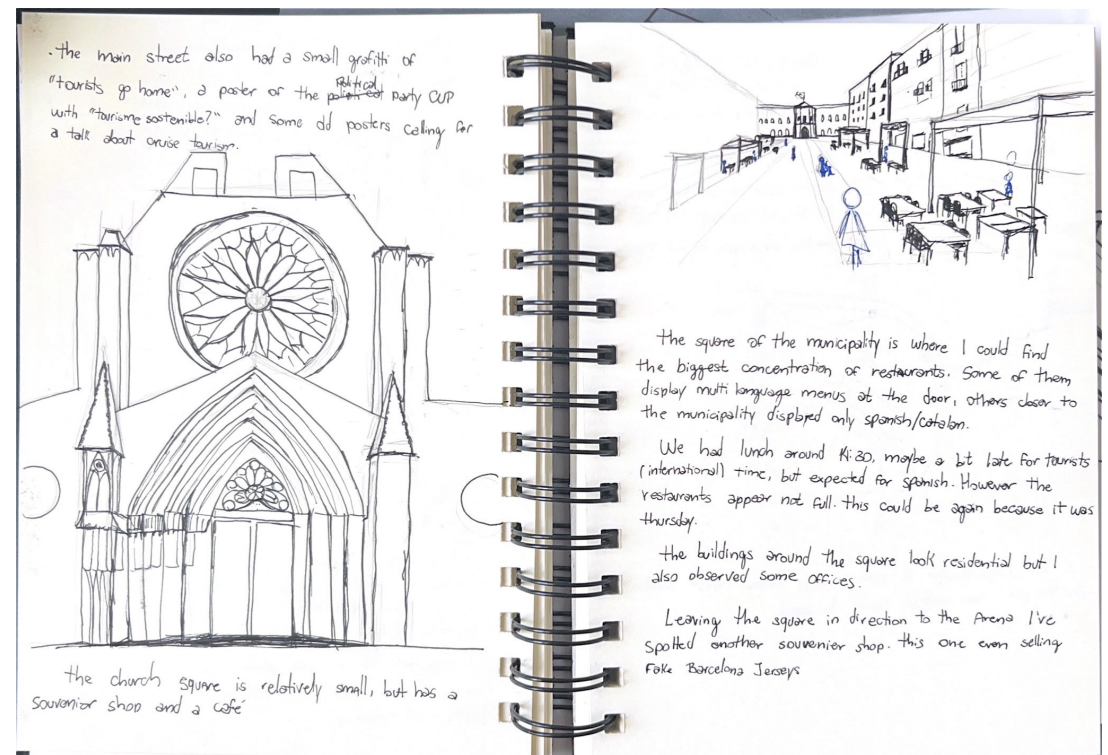 . the main street also had a small grafitti of
"tourists go home", a poster of the political party CUP
with "tourisme sostenible?" and some old posters calling for
a talk about cruise tourism.
the church square is relatively small, but has a
souvenior shop and a café
the square of the municipality is where I could find
the biggest concentration of restaurants. Some of them
display multi language menus at the door, others closer to
the municipality displayed only spanish/catalan.
We had lunch around 14:30, maybe a bit late for tourists
(international) time, but expected for spanish. However the
restaurants appear not full. this could be again because it was
thursday.
the buildings around the square look residential but I
also observed some offices.
Leaving the square in direction to the Arena I've
spotted another souvenier shop. this one even selling
Fake Barcelona Jerseys